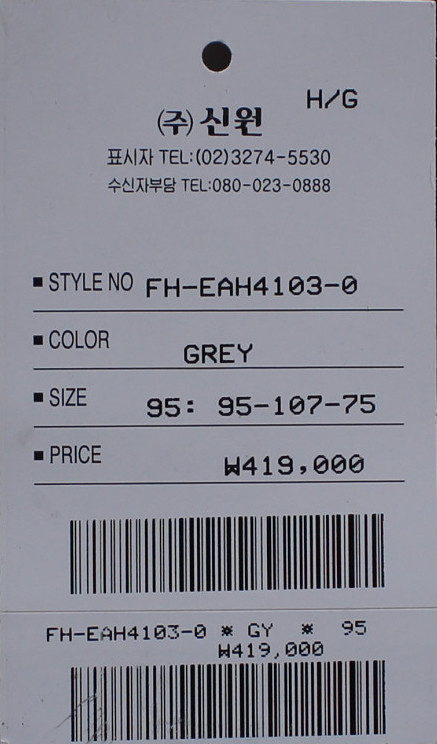 H/G
(주)신원
표시자 TEL:(02)3274-5530
수신자부담 TEL:080-023-0888
■ STYLE NO FH-EAH4103-0
■ COLOR GREY
■ SIZE 95: 95-107-75
■ PRICE ₩419,000
FH-EAH4103-0 * GY * 95
₩419,000